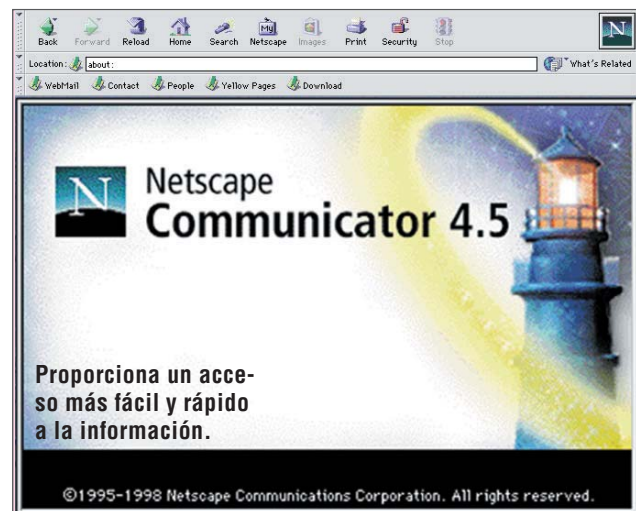 Back Forward Reload Home Search Netscape Images Print Security Stop
My
N
Location: about: What's Related
WebMail Contact People Yellow Pages Download
N
Netscape
Communicator 4.5
Proporciona un acce-
so más fácil y rápido
a la información.
©1995-1998 Netscape Communications Corporation. All rights reserved.